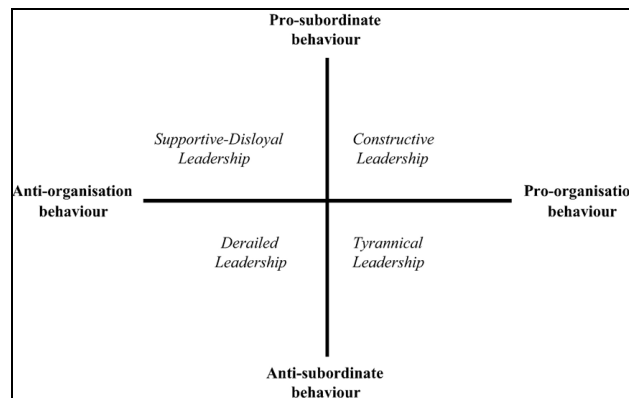 Pro-subordinate
behaviour
Supportive-Disloyal
Leadership
Constructive
Leadership
Anti-organisation
behaviour
Pro-organisation
behaviour
Derailed
Leadership
Tyrannical
Leadership
Anti-subordinate
behaviour